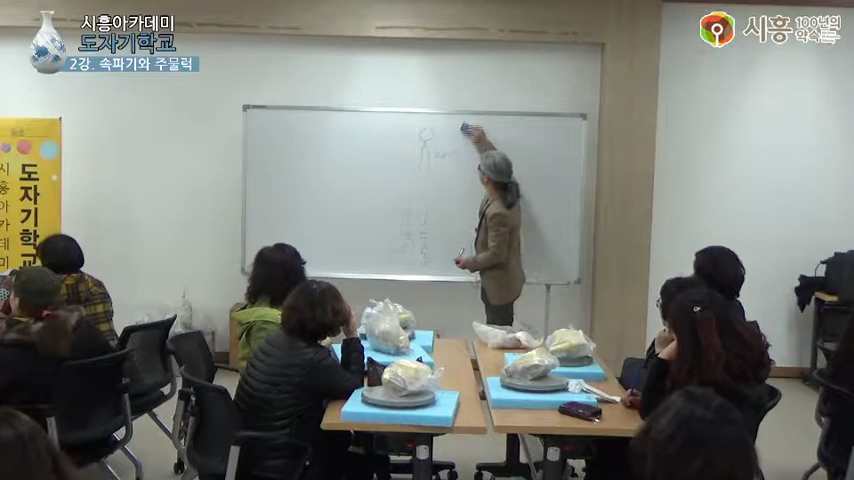 시흥아카데미
도자기학교
2강. 속파기와 주물럭
시흥 100년의
약속
도자기학교
시흥아카데미